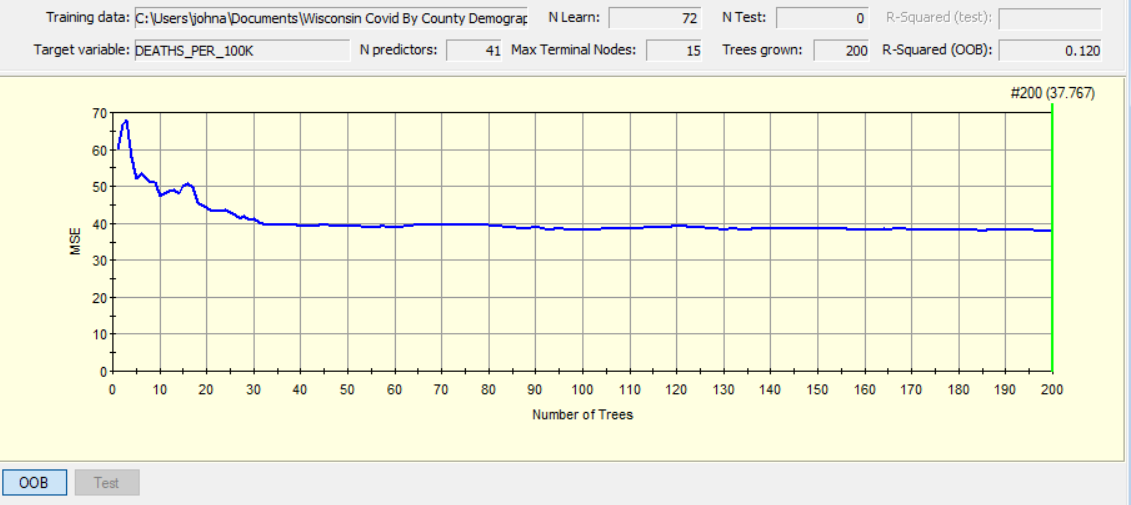 Training data: C:\Users\johna\Documents\Wisconsin Covid By County Demograp N Learn: 72 N Test: 0 R-Squared (test):
Target variable: DEATHS_PER_100K N predictors: 41 Max Terminal Nodes: 15 Trees grown: 200 R-Squared (OOB): 0.120
#200 (37.767)
70
60
50
40
30
20
10
0
MSE
0 10 20 30 40 50 60 70 80 90 100 110 120 130 140 150 160 170 180 190 200
Number of Trees
OOB Test